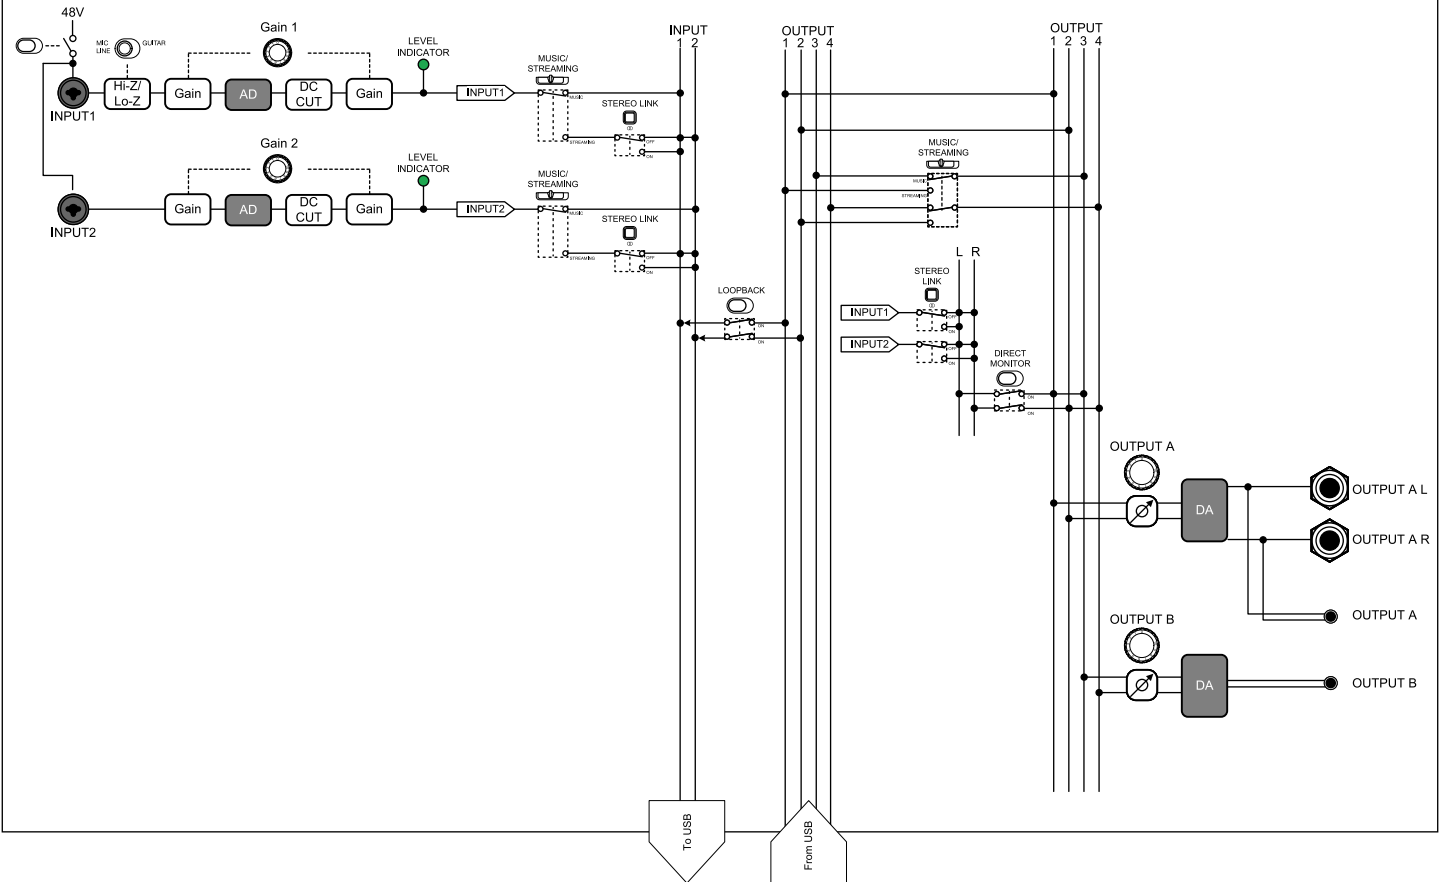 48V
MIC
LINE
GUITAR
Gain 1
LEVEL
INDICATOR
Hi-Z/
Lo-Z
Gain
AD
DC
CUT
Gain
INPUT1
INPUT1
MUSIC/
STREAMING
MUSIC
STREAMING
STEREO LINK
OFF
ON
Gain 2
LEVEL
INDICATOR
Gain
AD
DC
CUT
Gain
INPUT2
INPUT2
MUSIC/
STREAMING
MUSIC
STREAMING
STEREO LINK
OFF
ON
INPUT
1 2
OUTPUT
1 2 3 4
OUTPUT
1 2 3 4
MUSIC/
STREAMING
MUSIC
STREAMING
LOOPBACK
ON
ON
L R
STEREO
LINK
INPUT1
OFF
ON
INPUT2
OFF
ON
DIRECT
MONITOR
ON
ON
OUTPUT A
DA
OUTPUT A L
OUTPUT A R
OUTPUT A
OUTPUT B
DA
OUTPUT B
To USB
From USB